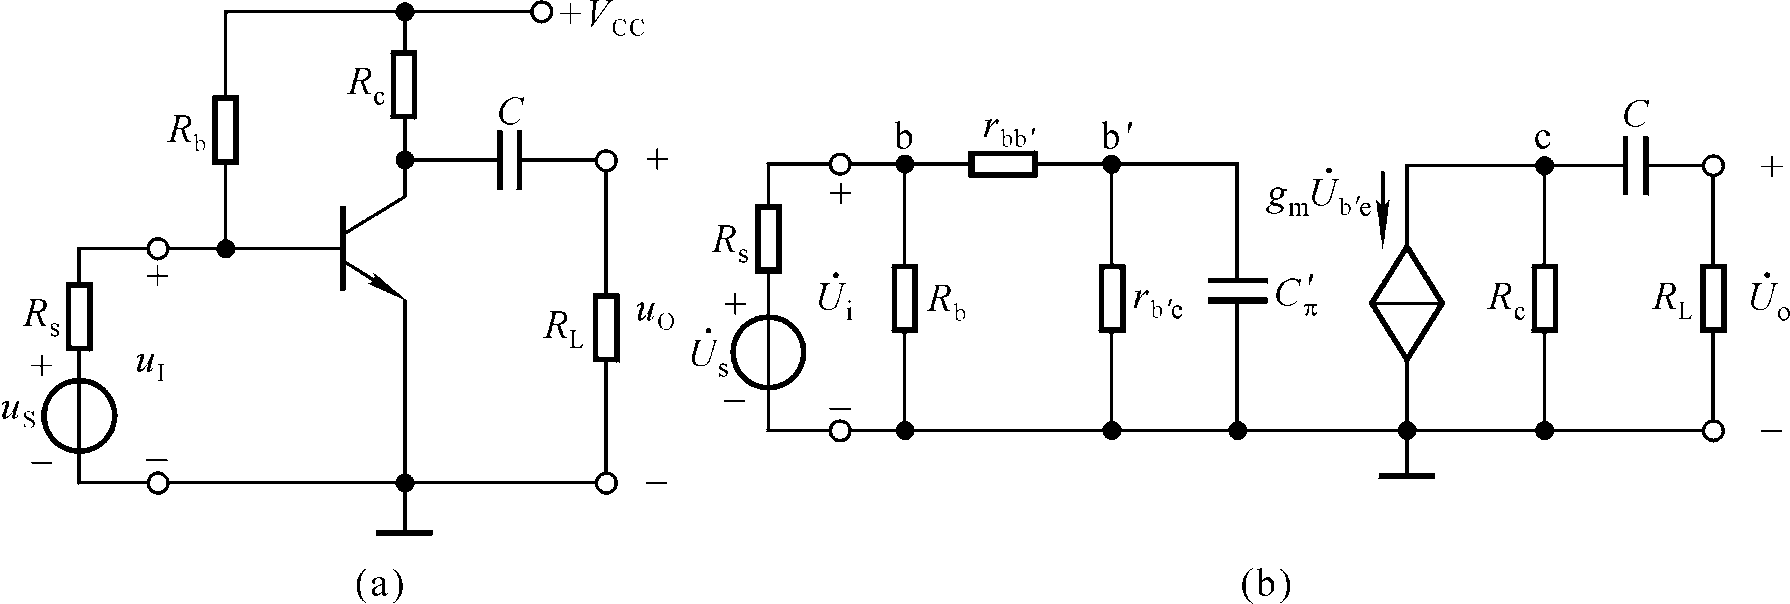 +V_CC
R_c
C
R_b
+
+
R_s
R_L
u_O
+
u_I
u_S
−
−
−
(a)
b
r_bb′
b′
c
C
+
+
g_m U̇_b′e
R_s
+
U̇_i
R_b
r_b′c
C′_π
R_c
R_L
U̇_o
U̇_s
−
−
−
(b)